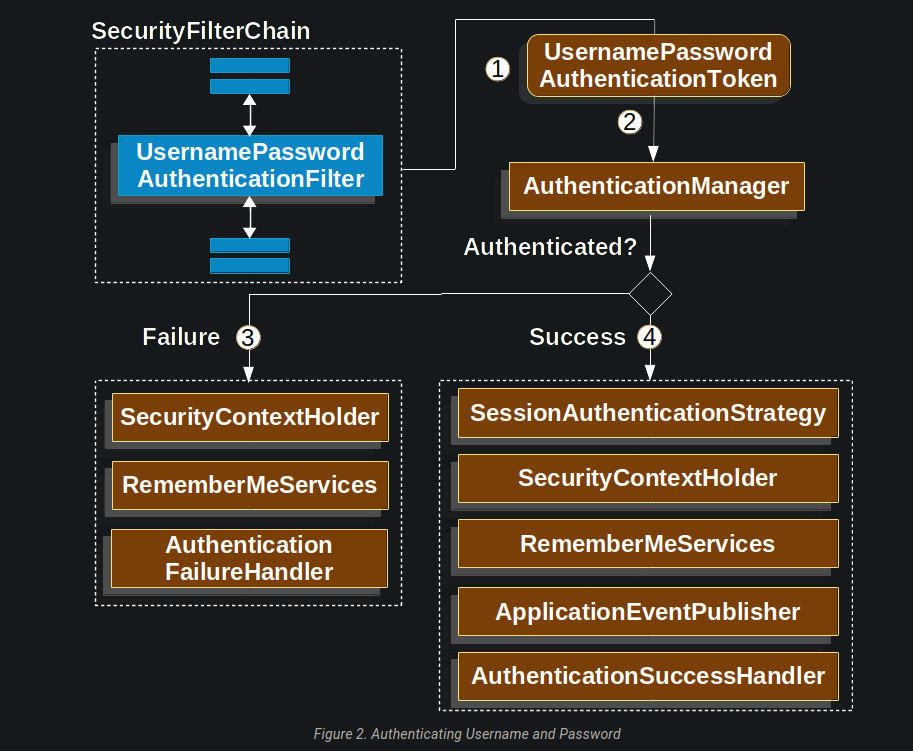 SecurityFilterChain
UsernamePassword
AuthenticationFilter
1
UsernamePassword
AuthenticationToken
2
AuthenticationManager
Authenticated?
Failure
3
Success
4
SecurityContextHolder
RememberMeServices
Authentication
FailureHandler
SessionAuthenticationStrategy
SecurityContextHolder
RememberMeServices
ApplicationEventPublisher
AuthenticationSuccessHandler
Figure 2. Authenticating Username and Password